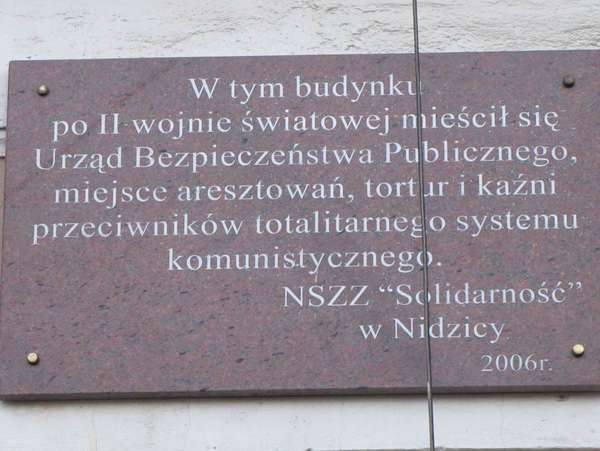 W tym budynku
po II wojnie światowej mieścił się
Urząd Bezpieczeństwa Publicznego,
miejsce aresztowań, tortur i kaźni
przeciwników totalitarnego systemu
komunistycznego.
NSZZ “Solidarność”
w Nidzicy
2006r.